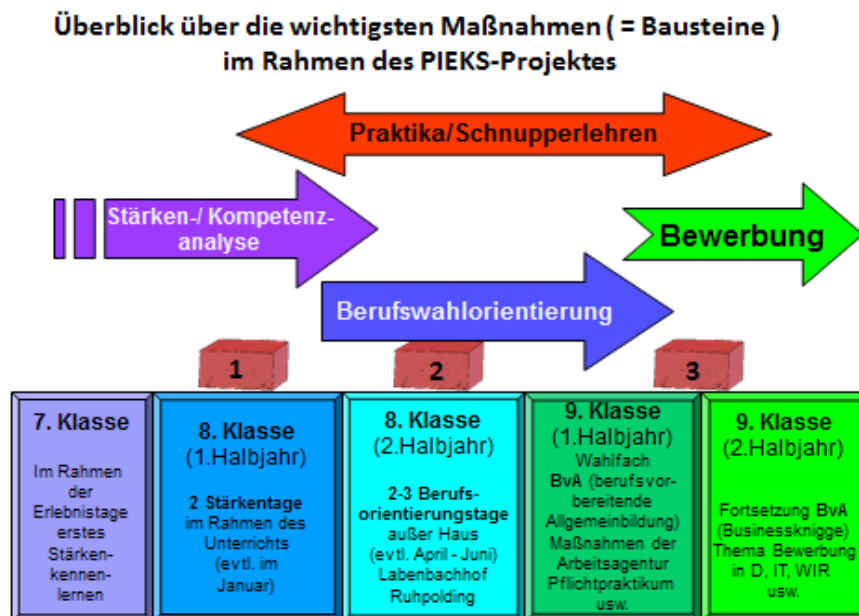 Überblick über die wichtigsten Maßnahmen ( = Bausteine )
im Rahmen des PIEKS-Projektes
Praktika/Schnupperlehren
Stärken-/ Kompetenz-
analyse
Bewerbung
Berufswahlorientierung
1
2
3
7. Klasse
Im Rahmen
der
Erlebnistage
erstes
Stärken-
kennen-
lernen
8. Klasse
(1.Halbjahr)
2 Stärkentage
im Rahmen des
Unterrichts
(evtl. im
Januar)
8. Klasse
(2.Halbjahr)
2-3 Berufs-
orientierungstage
außer Haus
(evtl. April - Juni)
Labenbachhof
Ruhpolding
9. Klasse
(1.Halbjahr)
Wahlfach
BvA (berufsvor-
bereitende
Allgemeinbildung)
Maßnahmen der
Arbeitsagentur
Pflichtpraktikum
usw.
9. Klasse
(2.Halbjahr)
Fortsetzung BvA
(Businessknigge)
Thema Bewerbung
in D, IT, WIR
usw.